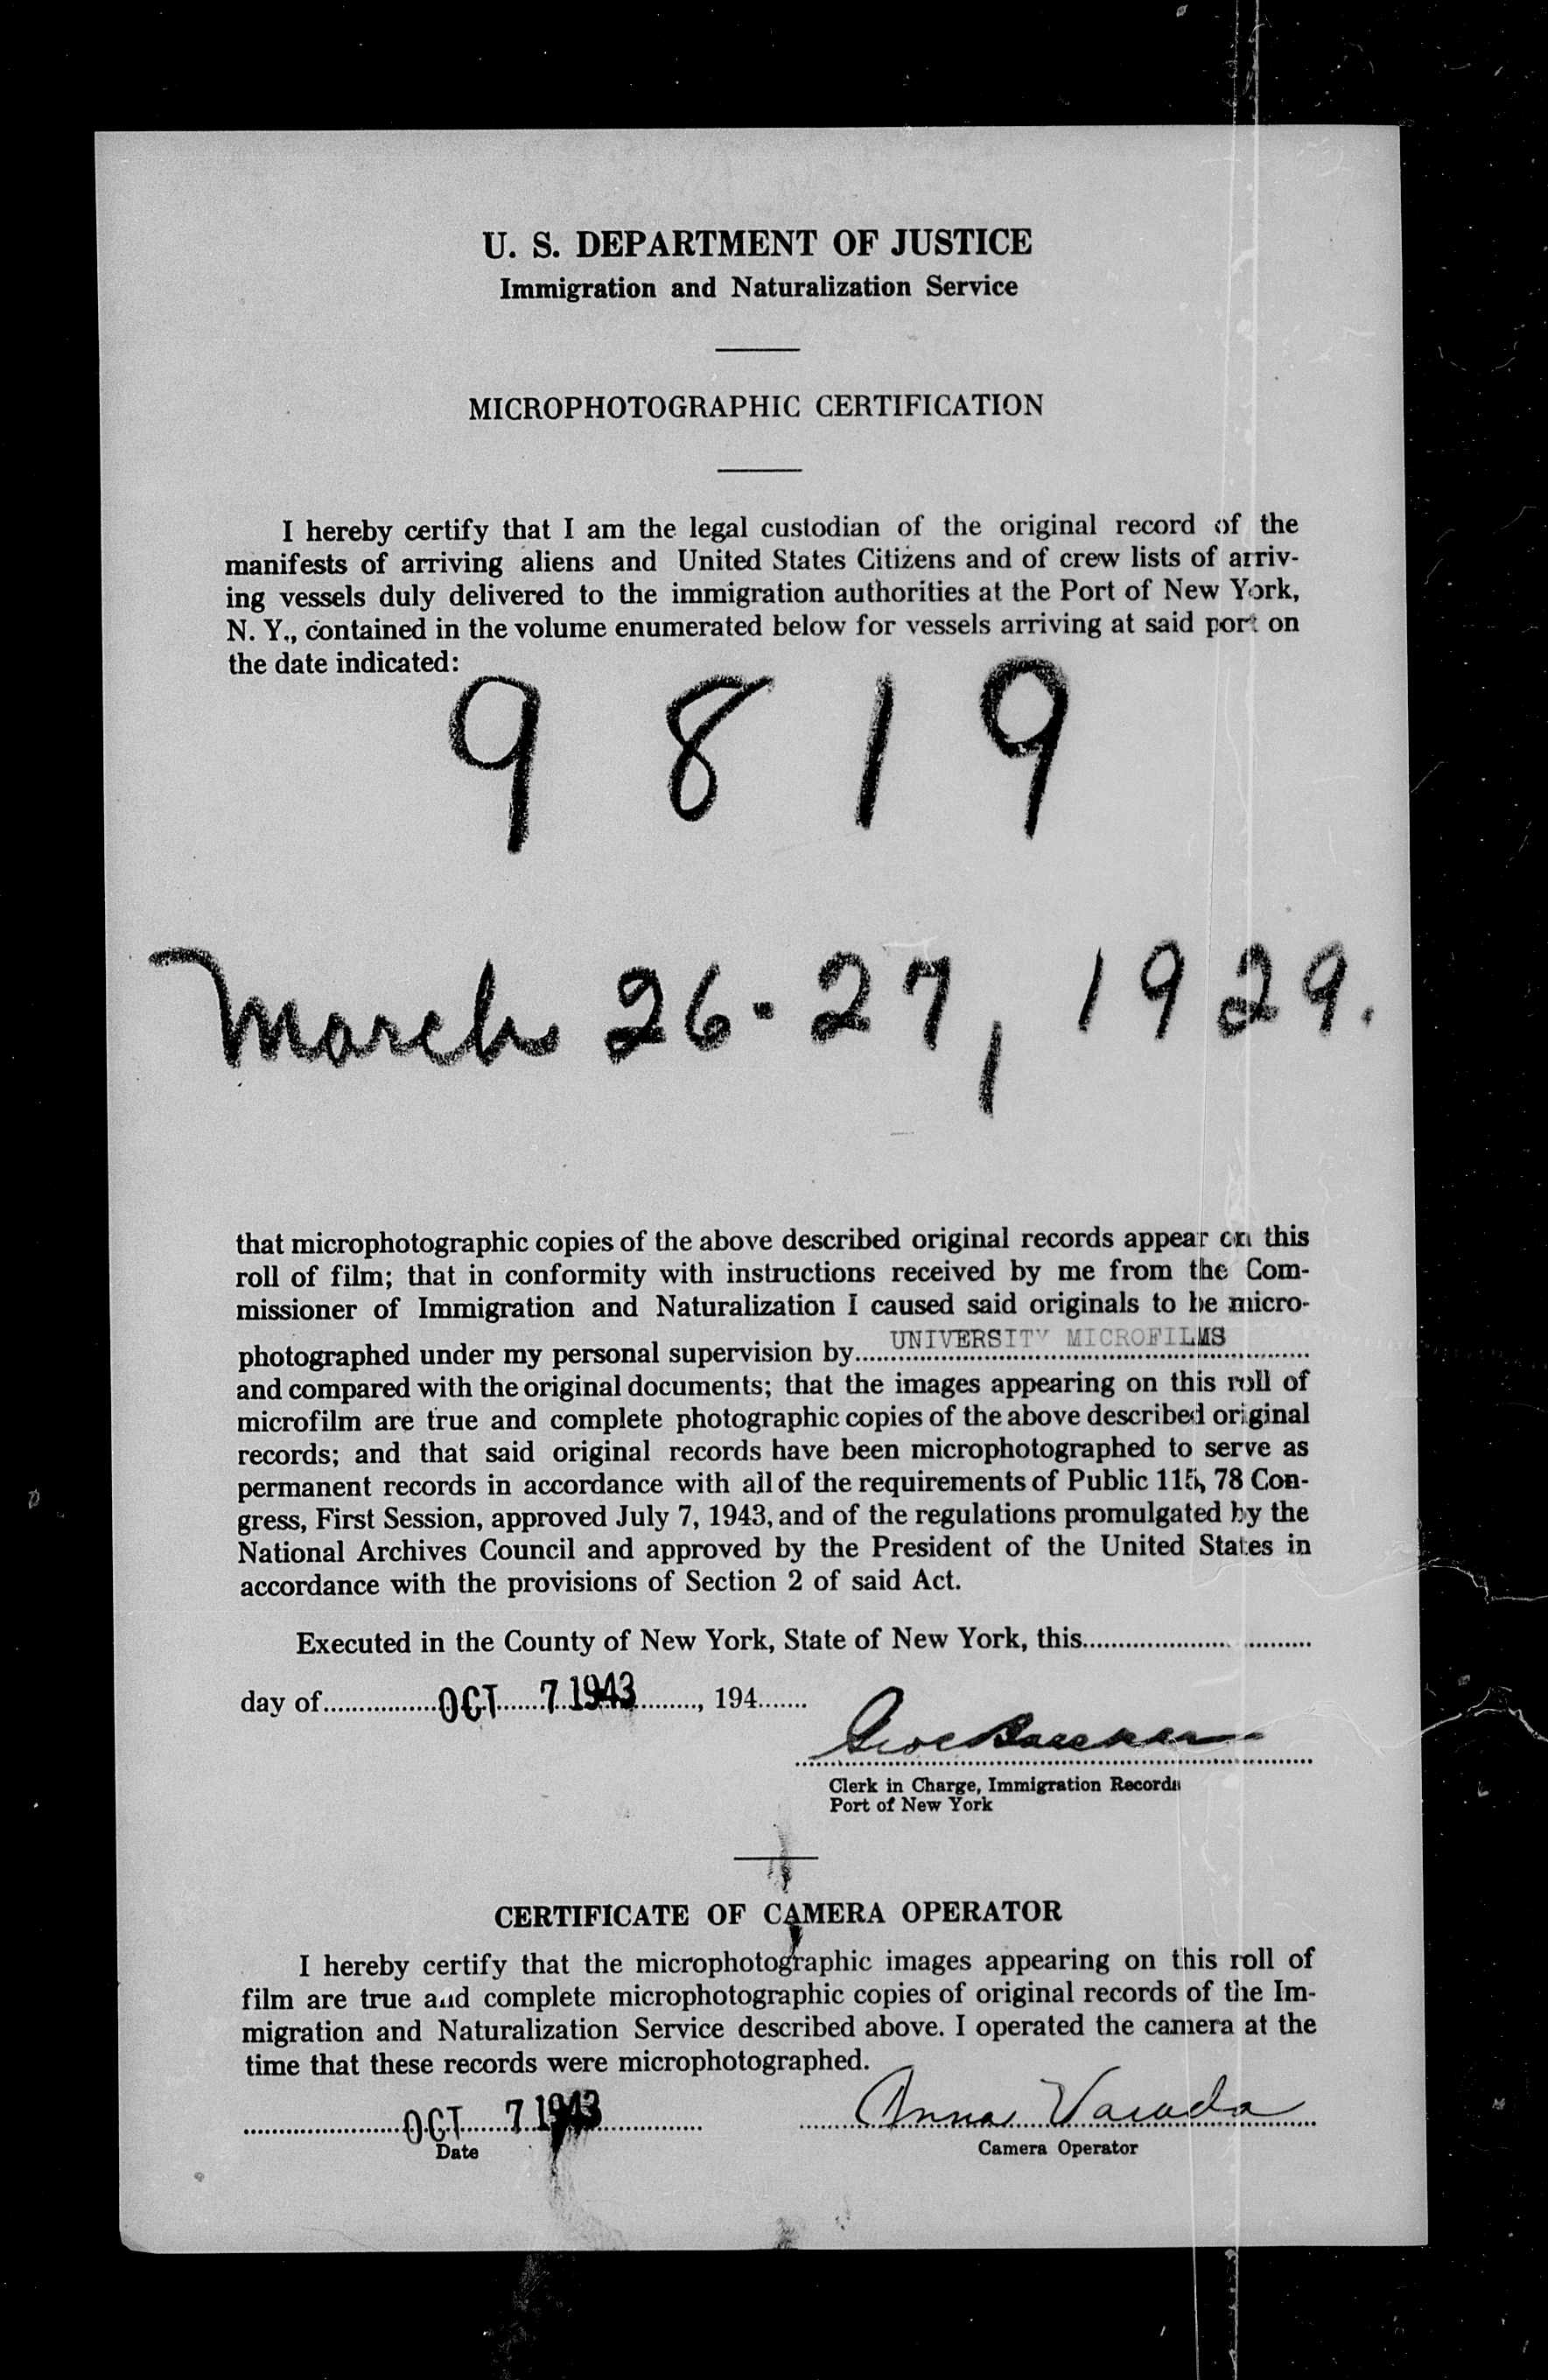 U. S. DEPARTMENT OF JUSTICE
Immigration and Naturalization Service
MICROPHOTOGRAPHIC CERTIFICATION
I hereby certify that I am the legal custodian of the original record of the
manifests of arriving aliens and United States Citizens and of crew lists of arriv-
ing vessels duly delivered to the immigration authorities at the Port of New York,
N. Y., contained in the volume enumerated below for vessels arriving at said port on
the date indicated:
9 8 1 9
March 26-27, 1929.
that microphotographic copies of the above described original records appear on this
roll of film; that in conformity with instructions received by me from the Com-
missioner of Immigration and Naturalization I caused said originals to be micro-
photographed under my personal supervision by UNIVERSITY MICROFILMS
and compared with the original documents; that the images appearing on this roll of
microfilm are true and complete photographic copies of the above described original
records; and that said original records have been microphotographed to serve as
permanent records in accordance with all of the requirements of Public 115, 78 Con-
gress, First Session, approved July 7, 1943, and of the regulations promulgated by the
National Archives Council and approved by the President of the United States in
accordance with the provisions of Section 2 of said Act.
Executed in the County of New York, State of New York, this
day of OCT 7 1943, 194
Clerk in Charge, Immigration Records
Port of New York
CERTIFICATE OF CAMERA OPERATOR
I hereby certify that the microphotographic images appearing on this roll of
film are true and complete microphotographic copies of original records of the Im-
migration and Naturalization Service described above. I operated the camera at the
time that these records were microphotographed.
OCT 7 1943 Anna
Date Camera Operator